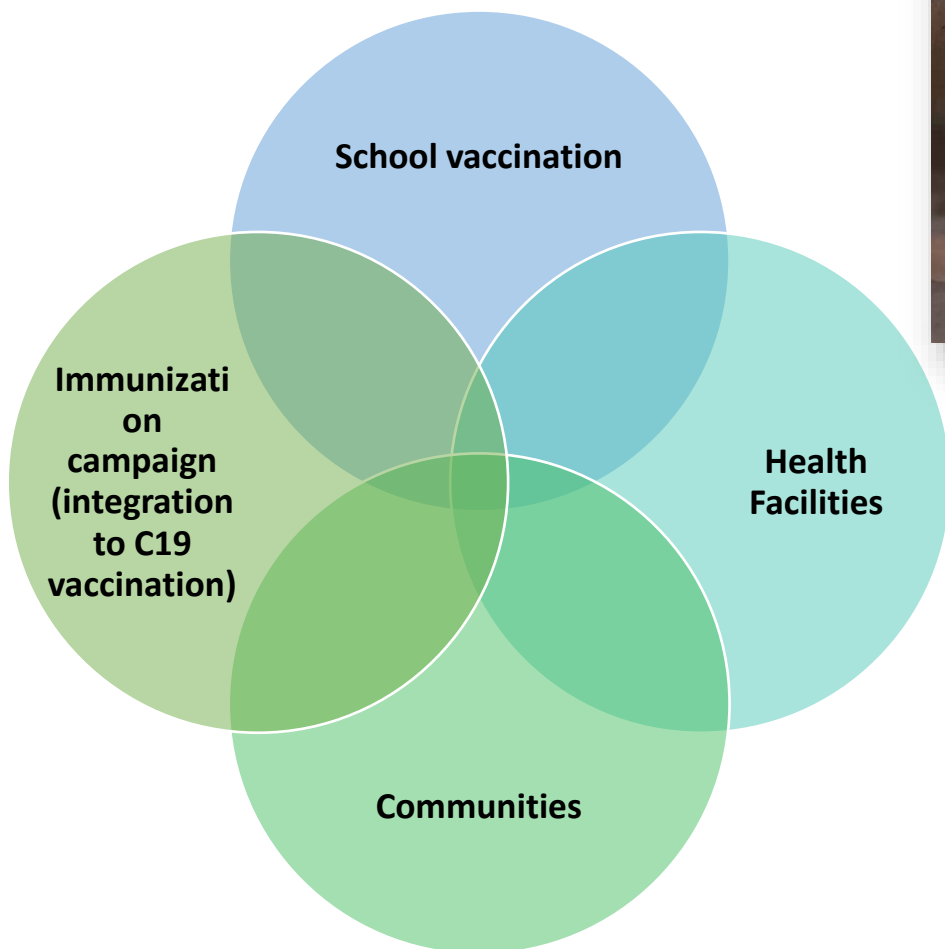 School vaccination
Immunizati
on
campaign
(integration
to C19
vaccination)
Health
Facilities
Communities